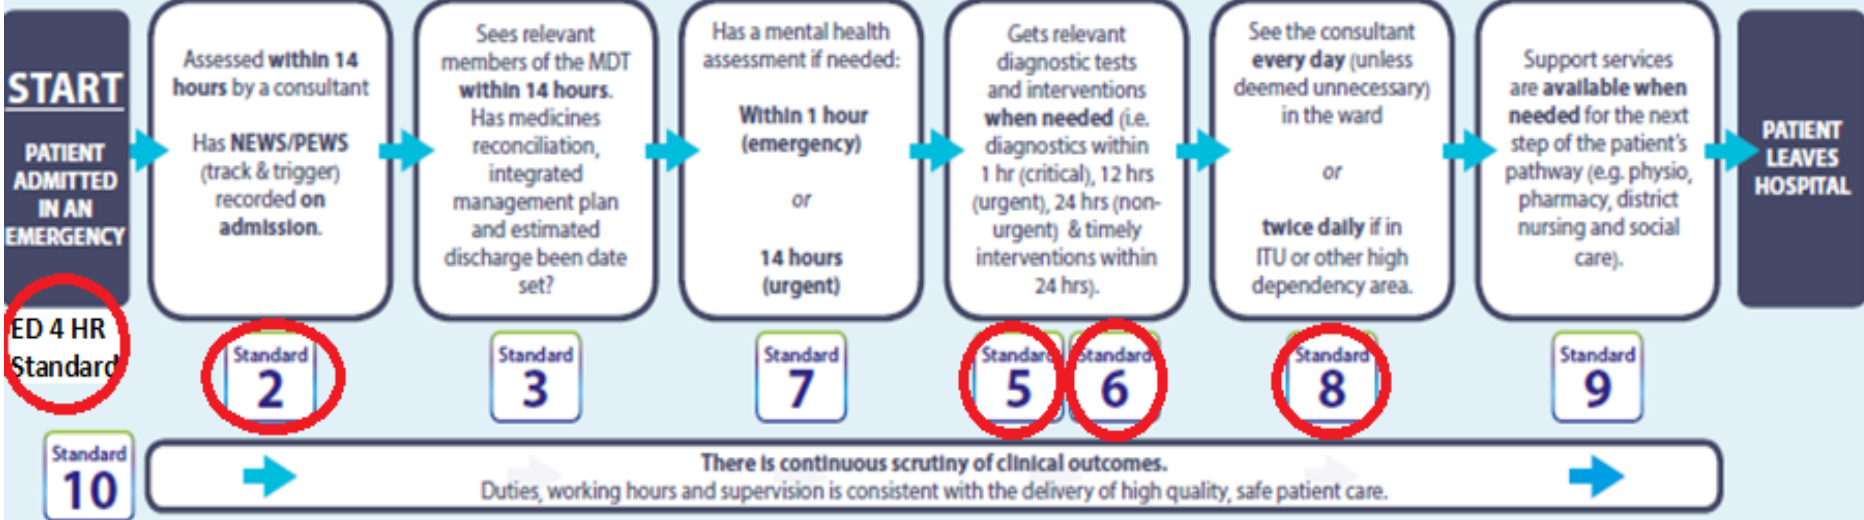 START
PATIENT
ADMITTED
IN AN
EMERGENCY
ED 4 HR
Standard
Assessed within 14
hours by a consultant
Has NEWS/PEWS
(track & trigger)
recorded on
admission.
Standard
2
Sees relevant
members of the MDT
within 14 hours.
Has medicines
reconciliation,
integrated
management plan
and estimated
discharge been date
set?
Standard
3
Has a mental health
assessment if needed:
Within 1 hour
(emergency)
or
14 hours
(urgent)
Standard
7
Gets relevant
diagnostic tests
and interventions
when needed (i.e.
diagnostics within
1 hr (critical), 12 hrs
(urgent), 24 hrs (non-
urgent) & timely
interventions within
24 hrs).
Standard
5
Standard
6
See the consultant
every day (unless
deemed unnecessary)
in the ward
or
twice daily if in
ITU or other high
dependency area.
Standard
8
Support services
are available when
needed for the next
step of the patient's
pathway (e.g. physio,
pharmacy, district
nursing and social
care).
Standard
9
PATIENT
LEAVES
HOSPITAL
Standard
10
There is continuous scrutiny of clinical outcomes.
Duties, working hours and supervision is consistent with the delivery of high quality, safe patient care.